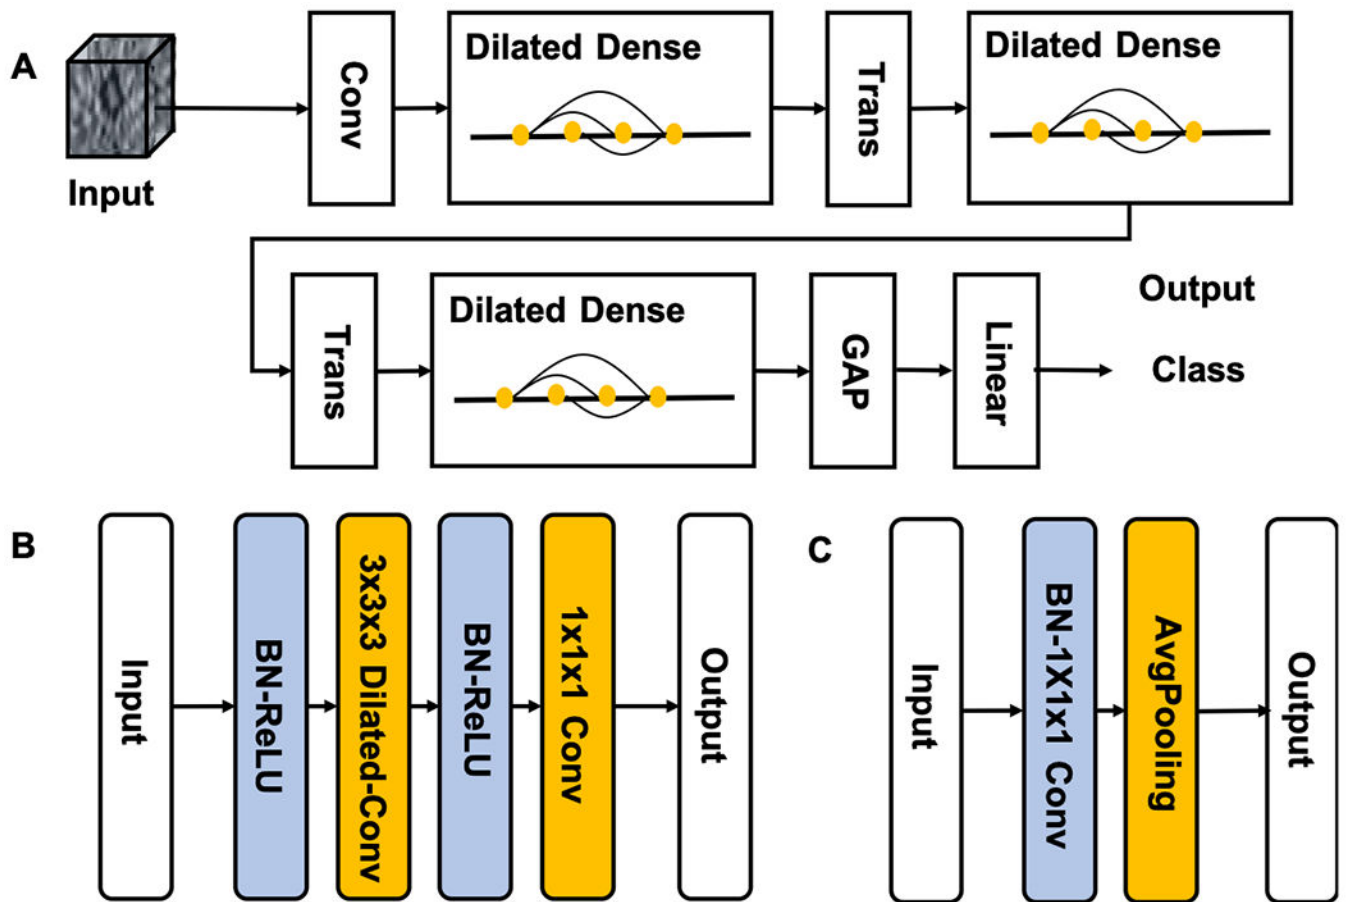 A
Input
Conv
Dilated Dense
Trans
Dilated Dense
Trans
Dilated Dense
GAP
Linear
Output
Class
B
Input
BN-ReLU
3x3x3 Dilated-Conv
BN-ReLU
1x1x1 Conv
Output
C
Input
BN-1X1x1 Conv
AvgPooling
Output